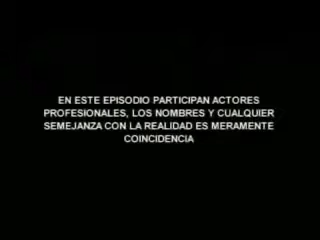 EN ESTE EPISODIO PARTICIPAN ACTORES
PROFESIONALES, LOS NOMBRES Y CUALQUIER
SEMEJANZA CON LA REALIDAD ES MERAMENTE
COINCIDENCIA